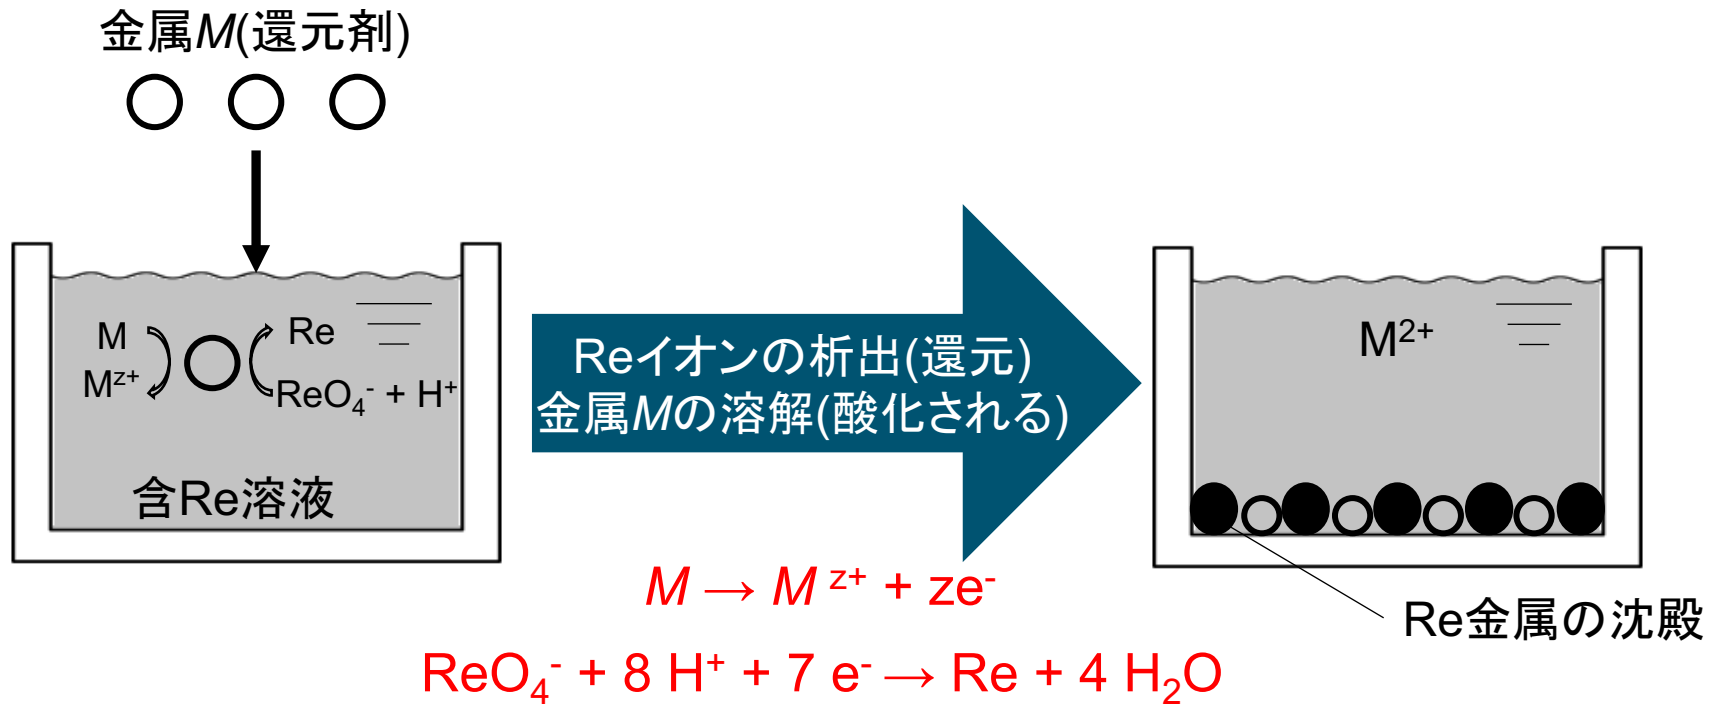 金属M(還元剤)
M
M^z+
Re
ReO₄⁻ + H⁺
含Re溶液
Reイオンの析出(還元)
金属Mの溶解(酸化される)
M²⁺
Re金属の沈殿
M → M ^z+ + ze⁻
ReO₄⁻ + 8 H⁺ + 7 e⁻ → Re + 4 H₂O